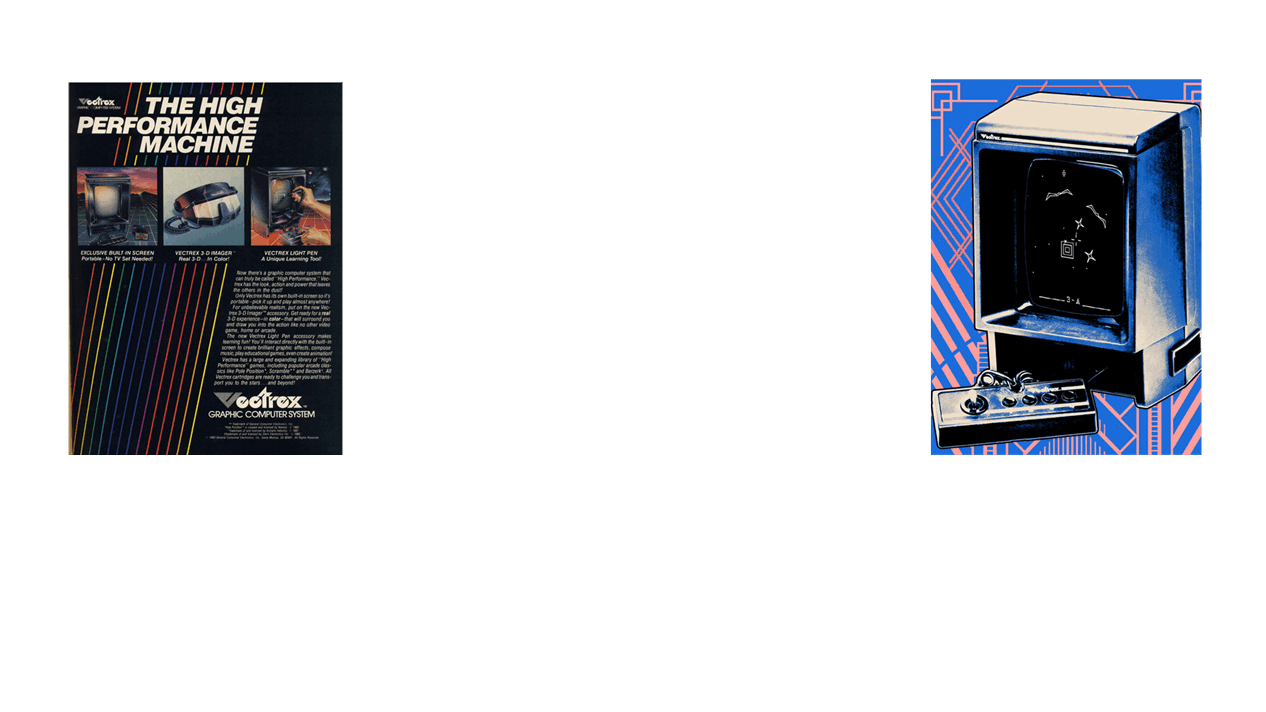 Vectrex
GRAPHIC COMPUTER SYSTEM
THE HIGH
PERFORMANCE
MACHINE
EXCLUSIVE BUILT-IN SCREEN
Portable-No TV Set Needed!
VECTREX 3-D IMAGER™
Real 3-D... In Color!
VECTREX LIGHT PEN
A Unique Learning Tool!
Now there's a graphic computer system that
can truly be called "High Performance." Vec-
trex has the look, action and power that leaves
the others in the dust!
Only Vectrex has its own built-in screen so it's
portable-pick it up and play almost anywhere!
For unbelievable realism, put on the new Vec-
trex 3-D Imager™ accessory. Get ready for a real
3-D experience-in color-that will surround you
and draw you into the action like no other video
game, home or arcade.
The new Vectrex Light Pen accessory makes
learning fun! You'll interact directly with the built-in
screen to create brilliant graphic effects, compose
music, play educational games, even create animation!
Vectrex has a large and expanding library of "High
Performance" games, including popular arcade clas-
sics like Pole Position*, Scramble** and Berzerk†. All
Vectrex cartridges are ready to challenge you and trans-
port you to the stars... and beyond!
Vectrex™
GRAPHIC COMPUTER SYSTEM
Vectrex
3-A